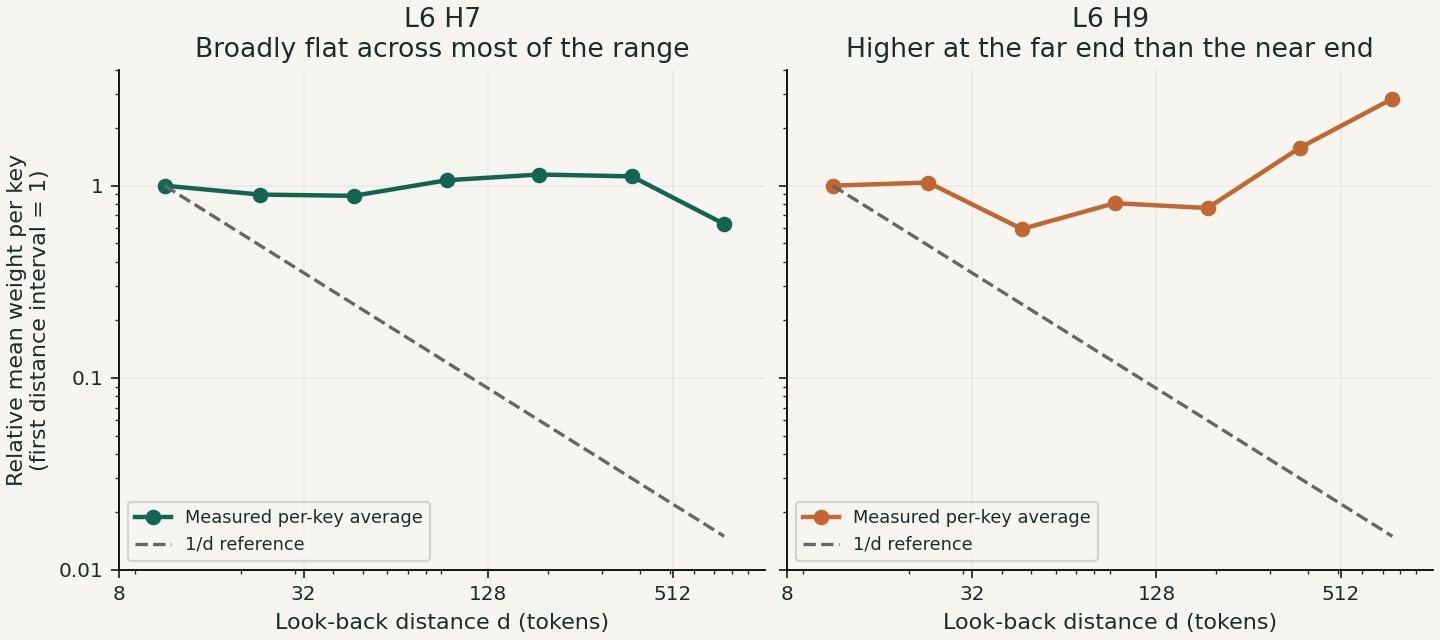 L6 H7
Broadly flat across most of the range
Relative mean weight per key
(first distance interval = 1)
1
0.1
0.01
Measured per-key average
1/d reference
8
32
128
512
Look-back distance d (tokens)
L6 H9
Higher at the far end than the near end
Measured per-key average
1/d reference
8
32
128
512
Look-back distance d (tokens)